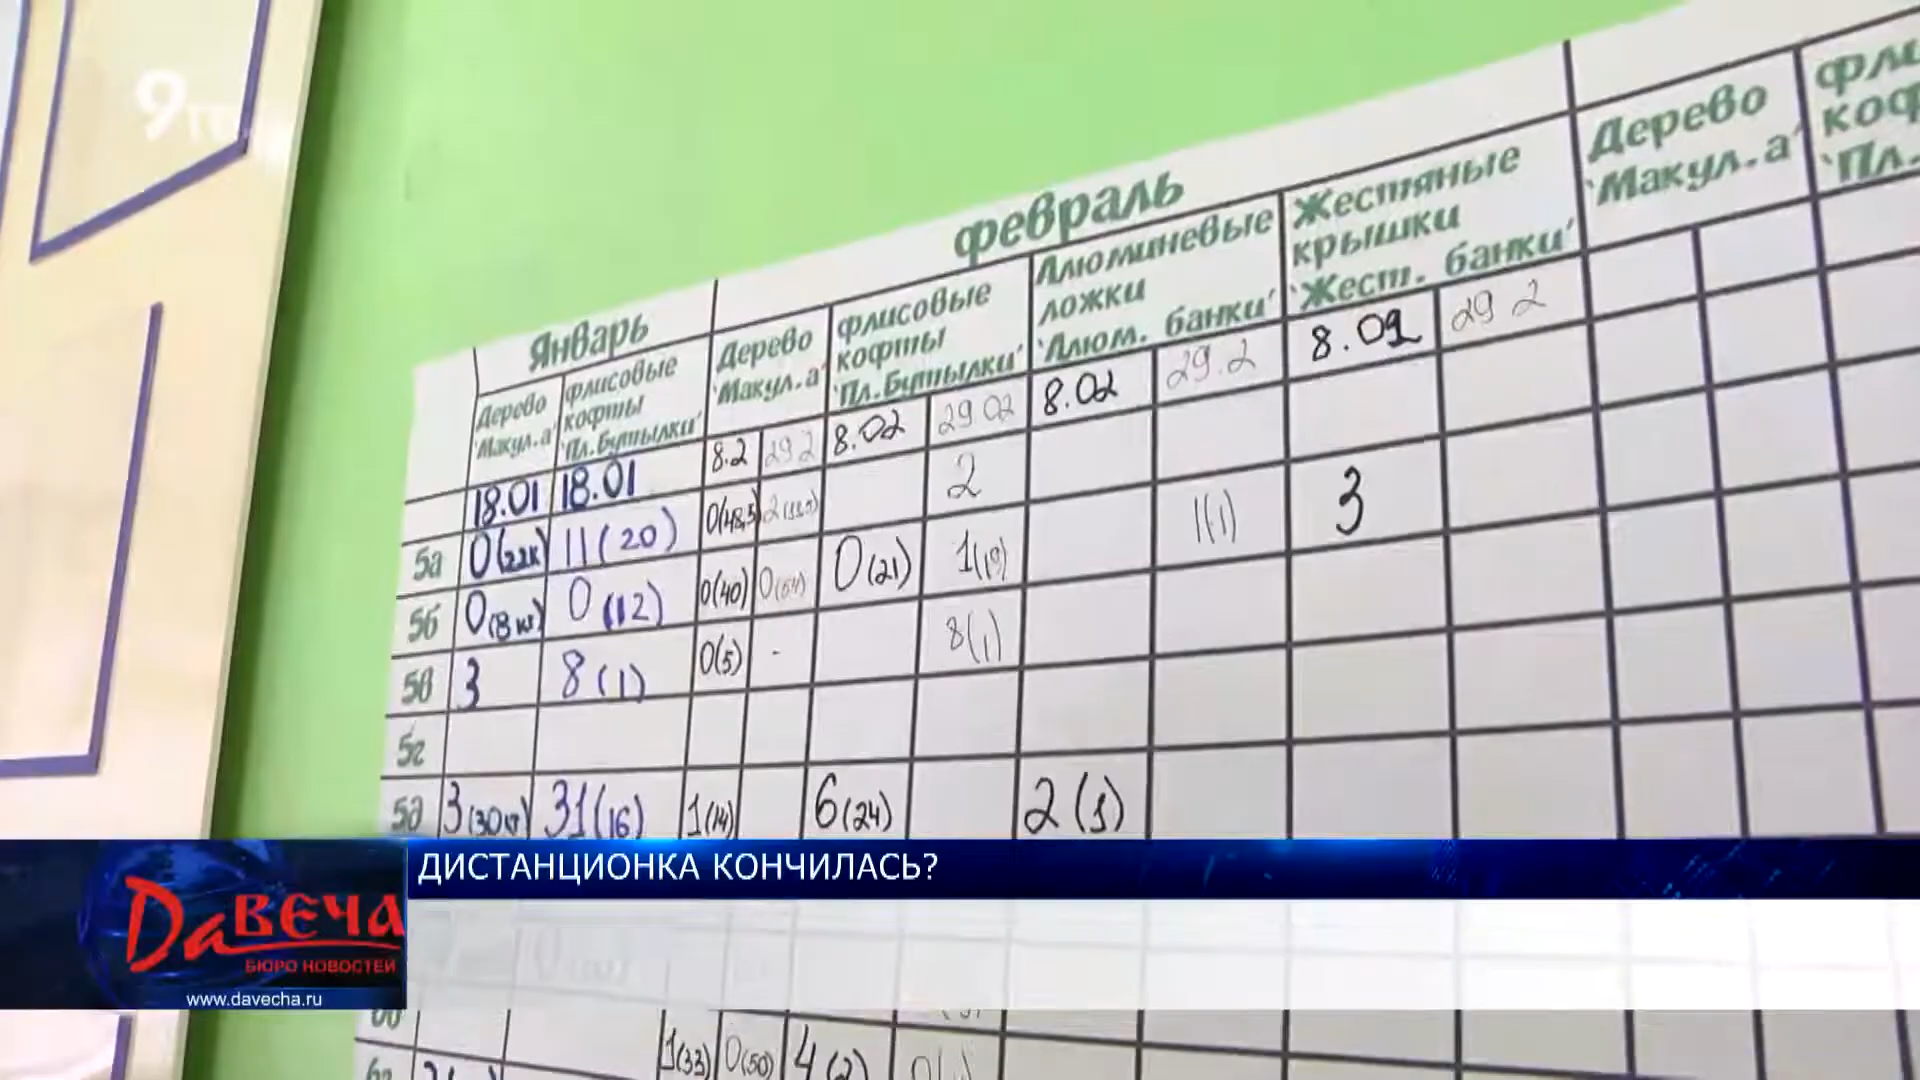 9
февраль
Январь
Дерево
'Макул.а'
флисовые
кофты
'Пл.Бутылки'
Дерево
'Макул.а'
флисовые
кофты
'Пл.Бутылки'
Алюминевые
ложки
'Алюм. банки'
Жестяные
крышки
'Жест. банки'
Дерево
'Макул.а'
18.01 18.01 8.2 29 2 8.02 29 02 8.02 29.2 8.02 29 2
5а 0(22к 11(20) 0(48,5) 2 3
5б 0(8кг) 0(12) 0(40) 0(21) 1(19) 1(1)
5в 3 8(1) 0(5) - 8(1)
5г
5д 3(30кг) 31(16) 1(14) 6(24) 2(1)
ДИСТАНЦИОНКА КОНЧИЛАСЬ?
ДаВЕЧА
БЮРО НОВОСТЕЙ
www.davecha.ru
1(33) 0(50) 4(2)